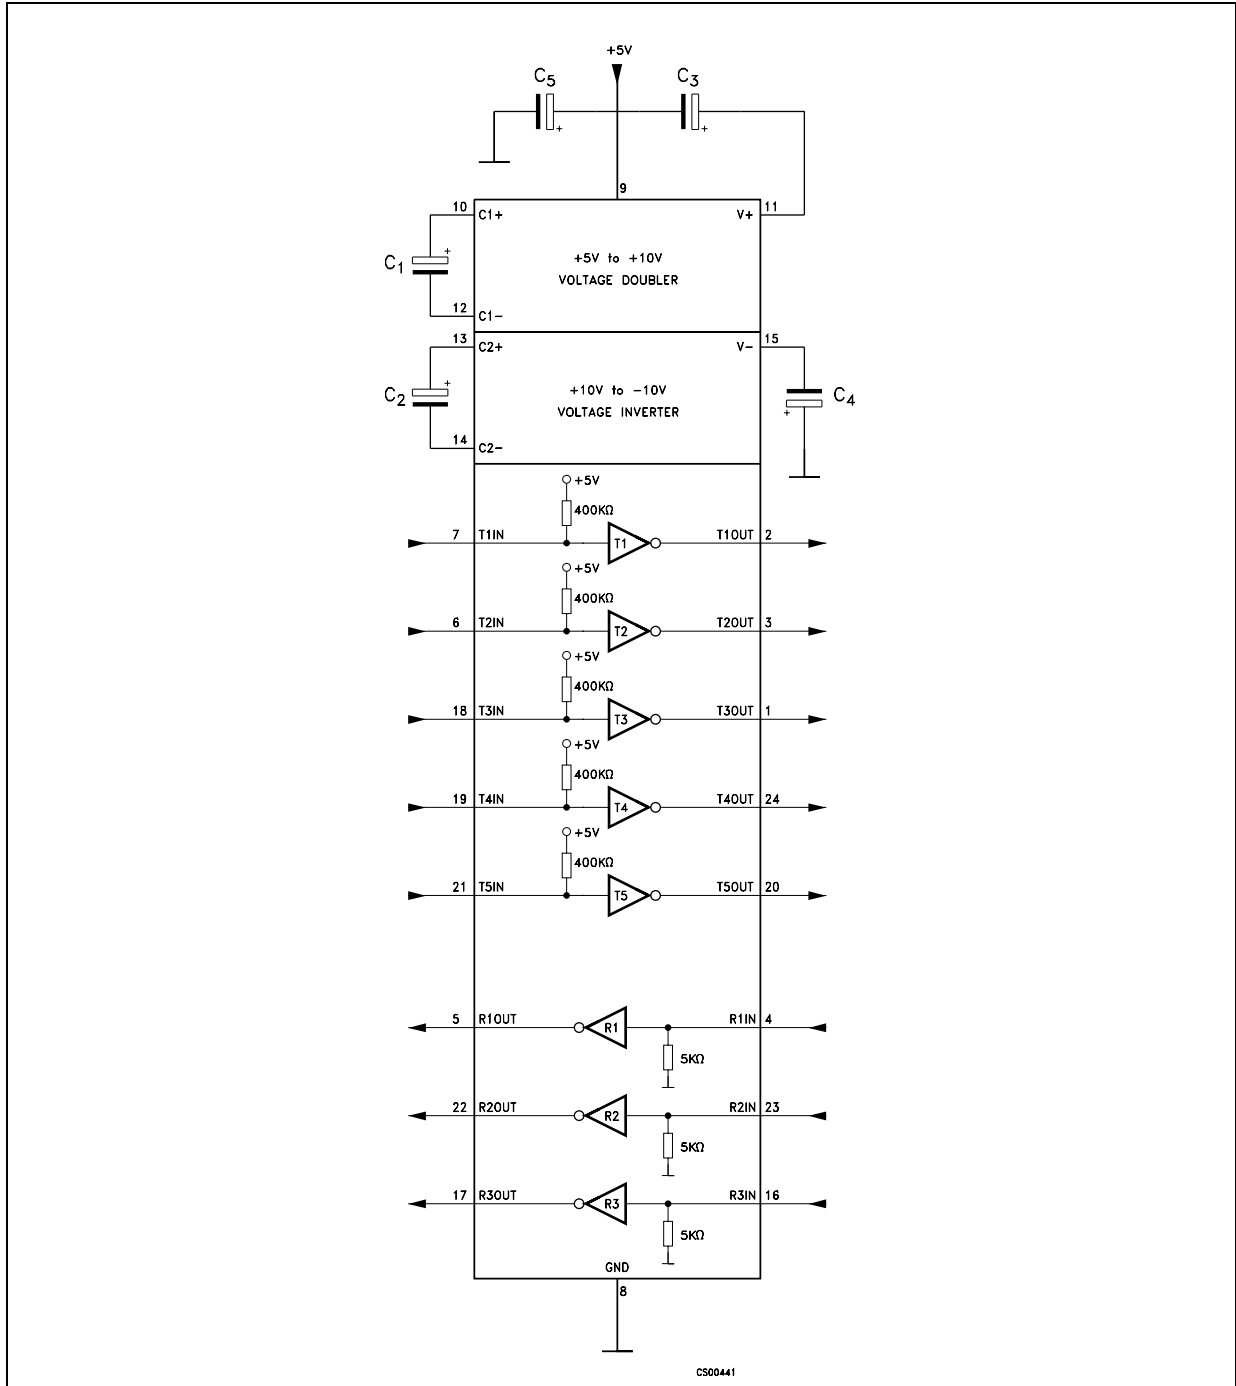 +5V
C5 C3
+ +
9
10 C1+ V+ 11
+
C1
+5V to +10V
VOLTAGE DOUBLER
12 C1-
13 C2+ V- 15
+
C2
+10V to -10V
VOLTAGE INVERTER
C4
+
14 C2-
+5V
400KΩ
7 T1IN T1 T1OUT 2
+5V
400KΩ
6 T2IN T2 T2OUT 3
+5V
400KΩ
18 T3IN T3 T3OUT 1
+5V
400KΩ
19 T4IN T4 T4OUT 24
+5V
400KΩ
21 T5IN T5 T5OUT 20
5 R1OUT R1 R1IN 4
5KΩ
22 R2OUT R2 R2IN 23
5KΩ
17 R3OUT R3 R3IN 16
5KΩ
GND
8
CS00441